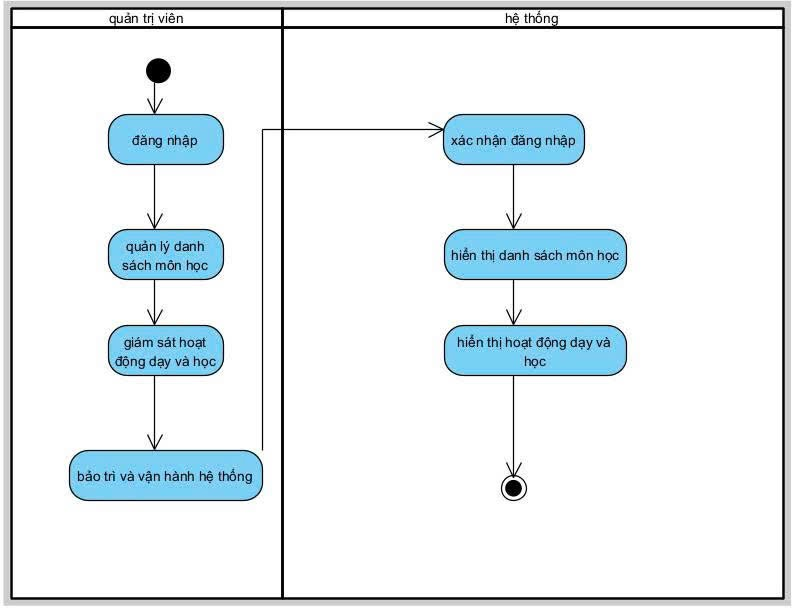 quản trị viên
hệ thống
đăng nhập
xác nhận đăng nhập
quản lý danh
sách môn học
hiển thị danh sách môn học
giám sát hoạt
động dạy và học
hiển thị hoạt động dạy và
học
bảo trì và vận hành hệ thống